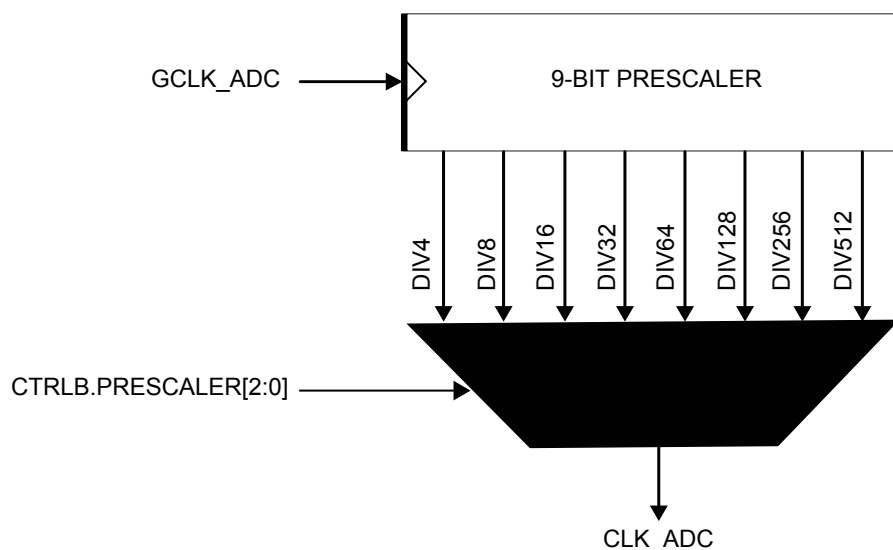 GCLK_ADC
9-BIT PRESCALER
DIV4
DIV8
DIV16
DIV32
DIV64
DIV128
DIV256
DIV512
CTRLB.PRESCALER[2:0]
CLK_ADC